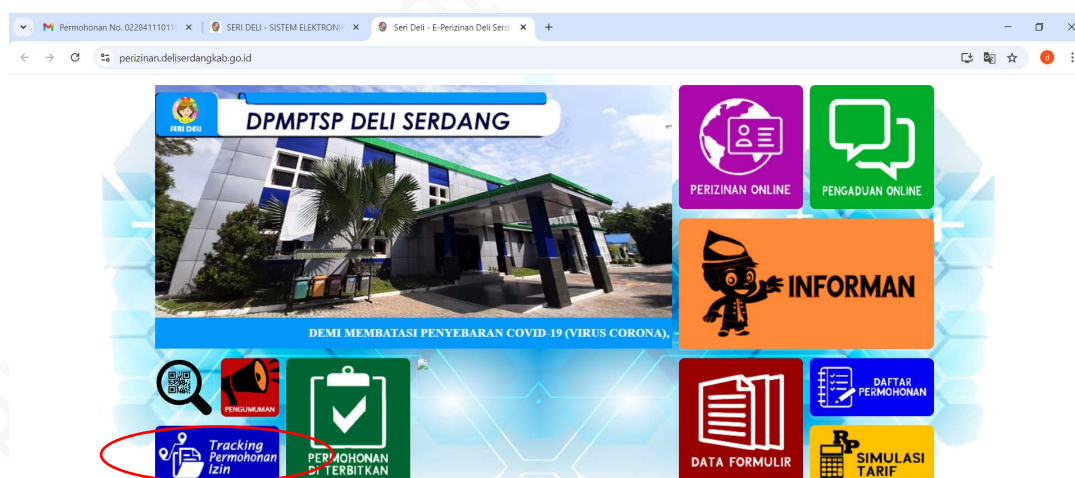 Permohonan No. 02284111011
SERI DELI - SISTEM ELEKTRONI
Seri Deli - E-Perizinan Deli Serd
perizinan.deliserdangkab.go.id
d
SERI DELI
DPMPTSP DELI SERDANG
PERIZINAN ONLINE
PENGADUAN ONLINE
INFORMAN
DEMI MEMBATASI PENYEBARAN COVID-19 (VIRUS CORONA),
PENGUMUMAN
Tracking
Permohonan
Izin
PERMOHONAN
DI TERBITKAN
DATA FORMULIR
DAFTAR
PERMOHONAN
RP
SIMULASI
TARIF